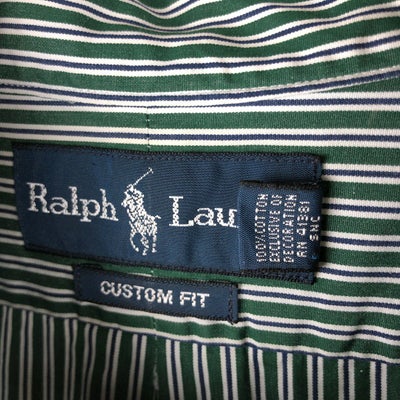 Ralph Lau
100% COTTON
EXCLUSIVE OF
DECORATION
RN 41381
SNC
CUSTOM FIT